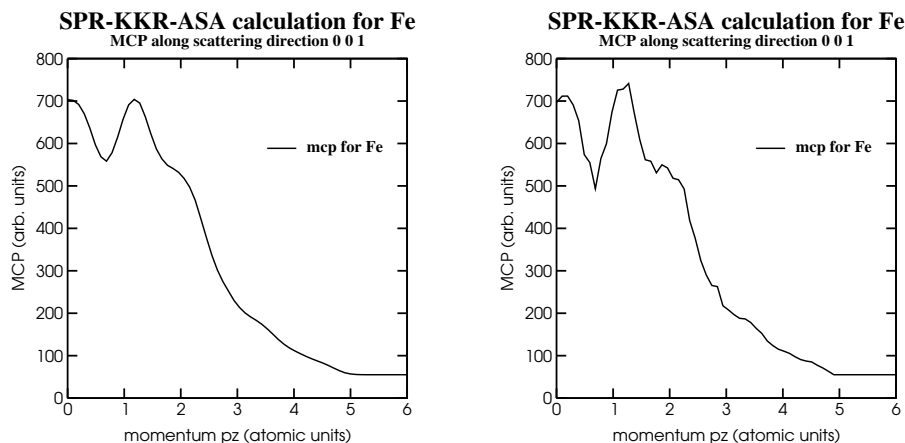 SPR-KKR-ASA calculation for Fe
MCP along scattering direction 0 0 1
800
700
600
500
400
300
200
100
0
MCP (arb. units)
mcp for Fe
0 1 2 3 4 5 6
momentum pz (atomic units)
SPR-KKR-ASA calculation for Fe
MCP along scattering direction 0 0 1
800
700
600
500
400
300
200
100
0
MCP (arb. units)
mcp for Fe
0 1 2 3 4 5 6
momentum pz (atomic units)